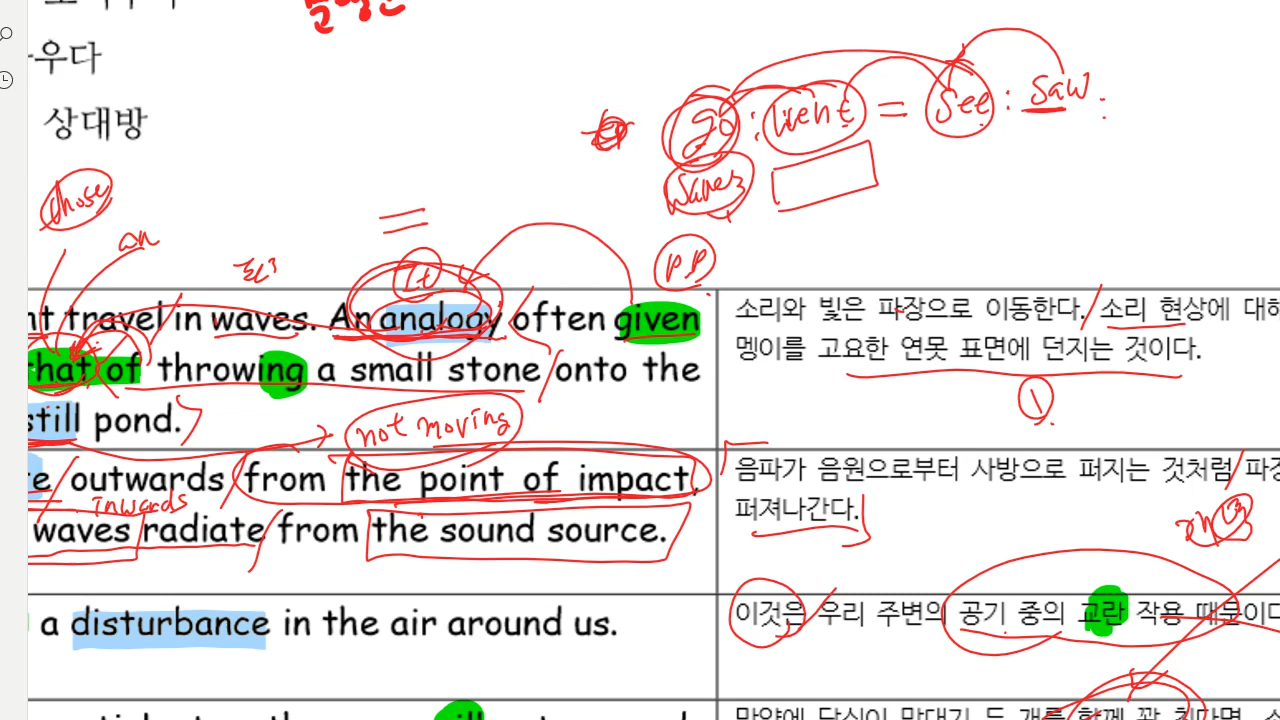 우다
상대방
go : went = see : saw
waves
those
an
It
P.P
nt travel in waves. An analogy often given
hat of throwing a small stone onto the
still pond.
not moving
outwards from the point of impact,
inwards
waves radiate from the sound source.
a disturbance in the air around us.
소리와 빛은 파장으로 이동한다. 소리 현상에 대하
멩이를 고요한 연못 표면에 던지는 것이다.
1
음파가 음원으로부터 사방으로 퍼지는 것처럼 파장
퍼져나간다.
이것은 우리 주변의 공기 중의 교란 작용 때문이다